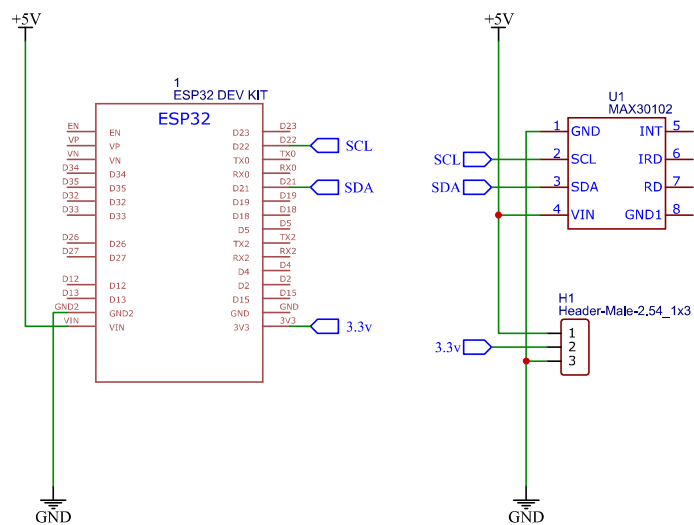 +5V
1
ESP32 DEV KIT
ESP32
EN
EN
D23
D23
VP
VP
D22
D22
SCL
VN
VN
TX0
TX0
D34
D34
RX0
RX0
D35
D35
D21
D21
SDA
D32
D32
D19
D19
D33
D33
D18
D18
D5
D5
D26
D26
TX2
TX2
D27
D27
RX2
RX2
D4
D4
D12
D12
D2
D2
D13
D13
D15
D15
GND2
GND2
GND
GND
VIN
VIN
3V3
3V3
3.3v
GND
+5V
U1
MAX30102
1
GND
INT
5
SCL
2
SCL
IRD
6
SDA
3
SDA
RD
7
4
VIN
GND1
8
H1
Header-Male-2.54_1x3
1
3.3v
2
3
GND